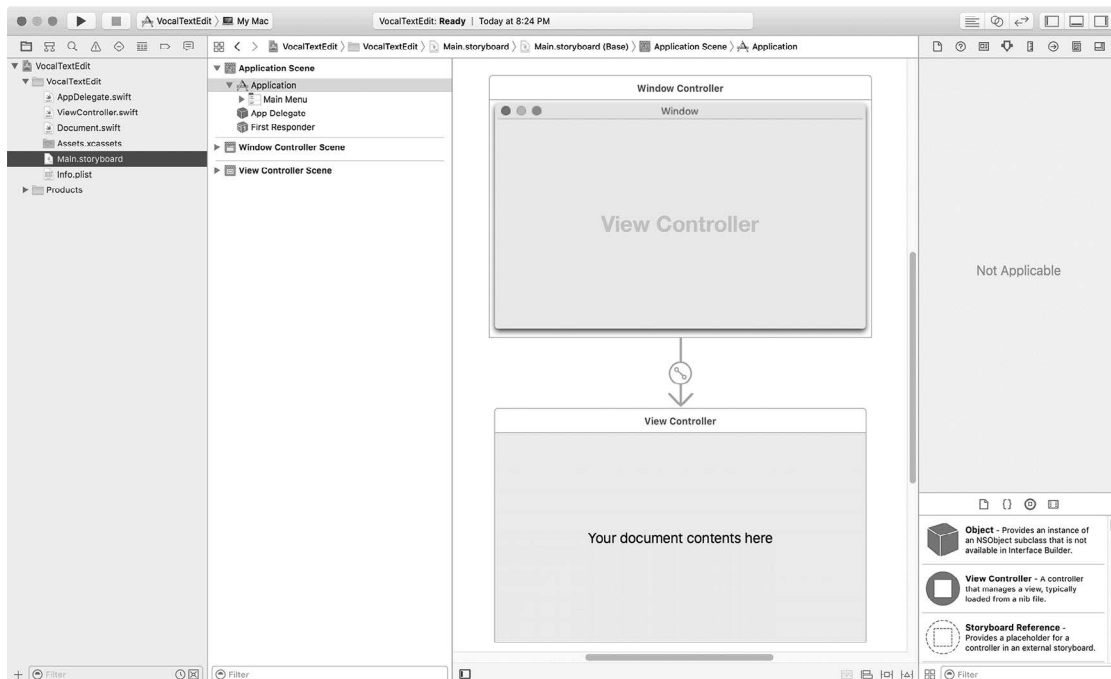 VocalTextEdit 〉 My Mac
VocalTextEdit: Ready | Today at 8:24 PM
VocalTextEdit 〉 VocalTextEdit 〉 Main.storyboard 〉 Main.storyboard (Base) 〉 Application Scene 〉 Application
VocalTextEdit
VocalTextEdit
AppDelegate.swift
ViewController.swift
Document.swift
Assets.xcassets
Main.storyboard
Info.plist
Products
Filter
Application Scene
Application
Main Menu
App Delegate
First Responder
Window Controller Scene
View Controller Scene
Filter
Window Controller
Window
View Controller
View Controller
Your document contents here
Not Applicable
Object - Provides an instance of
an NSObject subclass that is not
available in Interface Builder.
View Controller - A controller
that manages a view, typically
loaded from a nib file.
Storyboard Reference -
Provides a placeholder for a
controller in an external storyboard.
Filter